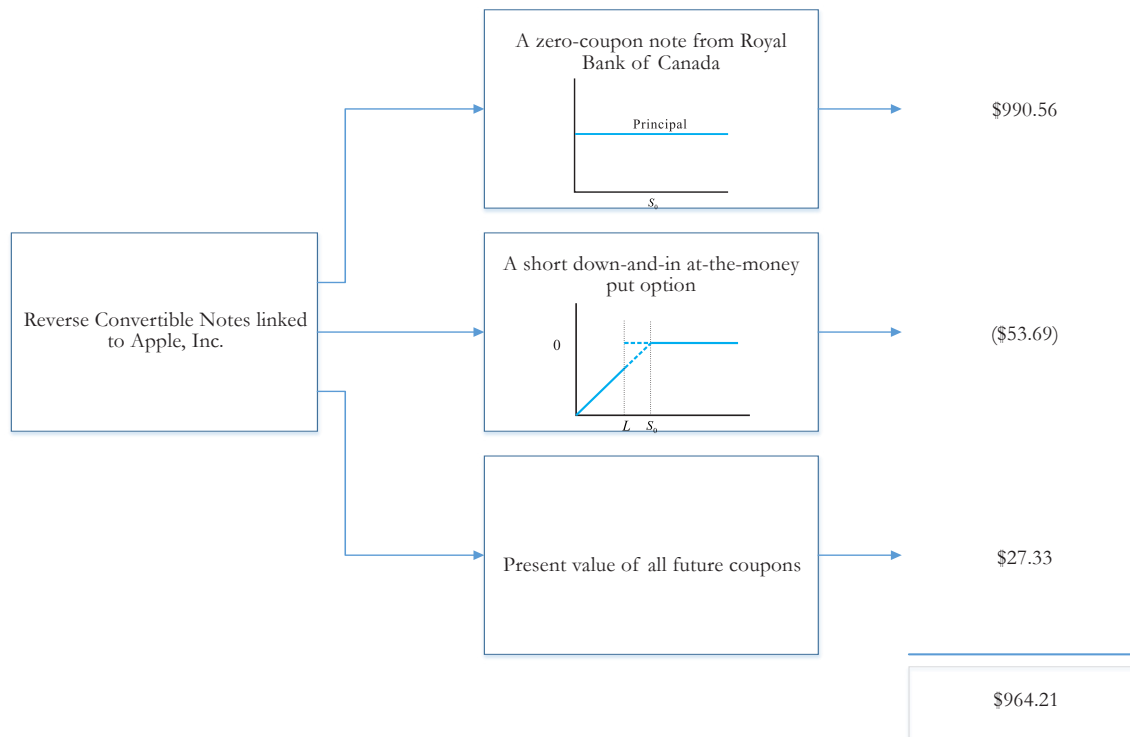 A zero-coupon note from Royal
Bank of Canada
Principal
S₀
$990.56
Reverse Convertible Notes linked
to Apple, Inc.
A short down-and-in at-the-money
put option
0
L S₀
($53.69)
Present value of all future coupons
$27.33
$964.21